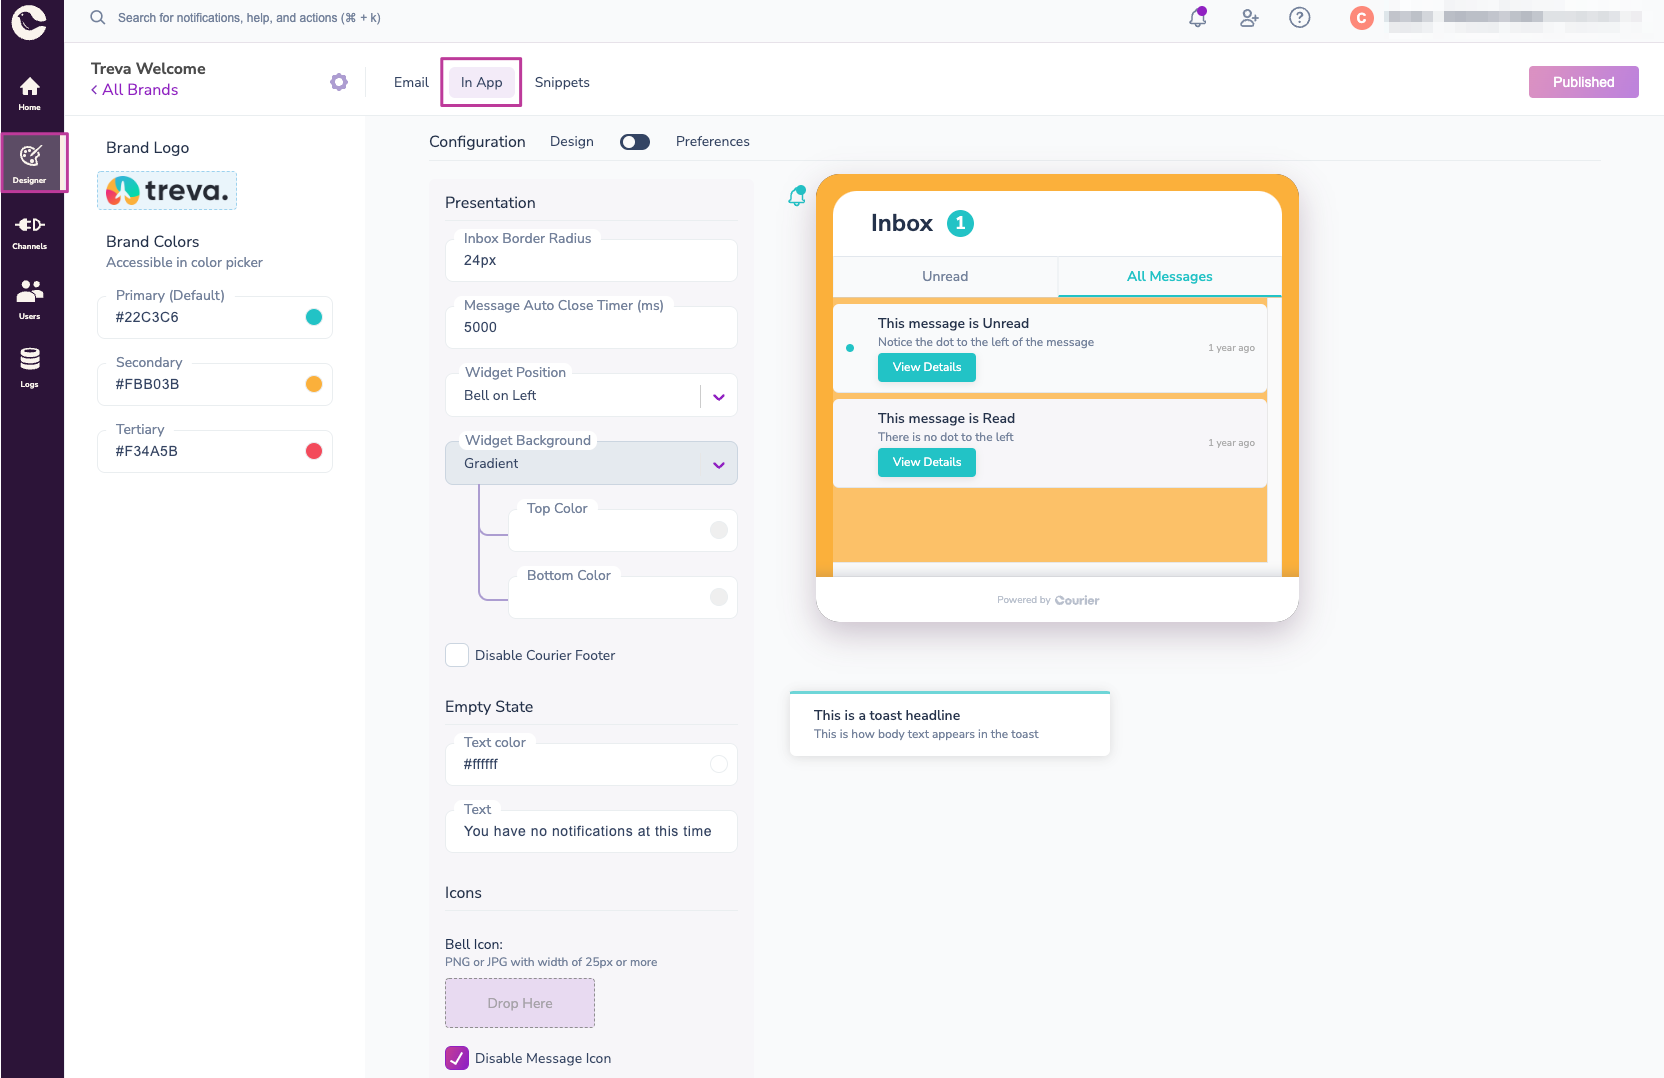 Search for notifications, help, and actions (⌘ + k)
C
Home
Designer
Channels
Users
Logs
Treva Welcome
< All Brands
Email
In App
Snippets
Published
Brand Logo
treva.
Brand Colors
Accessible in color picker
Primary (Default)
#22C3C6
Secondary
#FBB03B
Tertiary
#F34A5B
Configuration
Design
Preferences
Presentation
Inbox Border Radius
24px
Message Auto Close Timer (ms)
5000
Widget Position
Bell on Left
Widget Background
Gradient
Top Color
Bottom Color
Disable Courier Footer
Empty State
Text color
#ffffff
Text
You have no notifications at this time
Icons
Bell Icon:
PNG or JPG with width of 25px or more
Drop Here
Disable Message Icon
Inbox 1
Unread
All Messages
This message is Unread
Notice the dot to the left of the message
1 year ago
View Details
This message is Read
There is no dot to the left
1 year ago
View Details
Powered by Courier
This is a toast headline
This is how body text appears in the toast